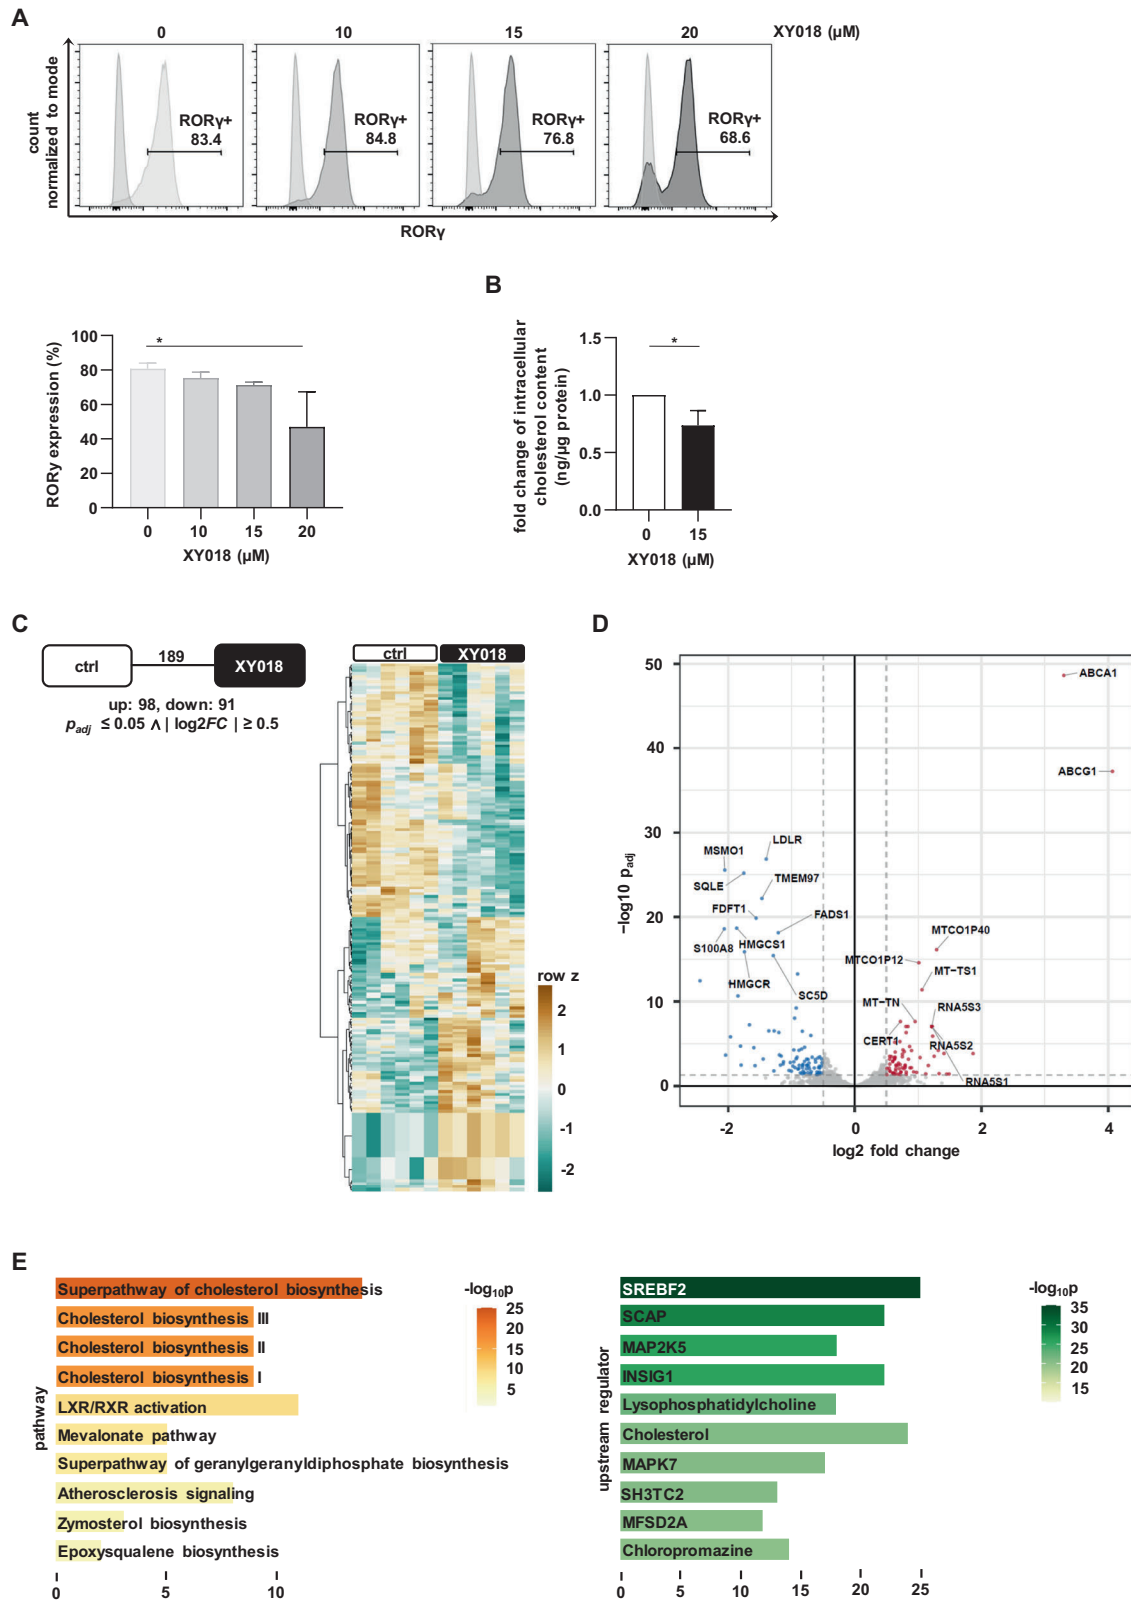 A
0 10 15 20 XY018 (µM)
count
normalized to mode
RORγ+
83.4
RORγ+
84.8
RORγ+
76.8
RORγ+
68.6
RORγ
RORγ expression (%)
100
80
60
40
20
0
*
0 10 15 20
XY018 (µM)
B
fold change of intracellular
cholesterol content
(ng/µg protein)
1.5
1.0
0.5
0.0
*
0 15
XY018 (µM)
C
ctrl 189 XY018
up: 98, down: 91
padj ≤ 0.05 ∧ | log2FC | ≥ 0.5
ctrl XY018
row z
2
1
0
-1
-2
D
−log10 padj
50
40
30
20
10
0
ABCA1
ABCG1
LDLR
MSMO1
SQLE
TMEM97
FDFT1
FADS1
S100A8
HMGCS1
HMGCR
SC5D
MTCO1P40
MTCO1P12
MT−TS1
MT−TN
RNA5S3
CERT1
RNA5S2
RNA5S1
-2 0 2 4
log2 fold change
E
pathway
Superpathway of cholesterol biosynthesis
Cholesterol biosynthesis III
Cholesterol biosynthesis II
Cholesterol biosynthesis I
LXR/RXR activation
Mevalonate pathway
Superpathway of geranylgeranyldiphosphate biosynthesis
Atherosclerosis signaling
Zymosterol biosynthesis
Epoxysqualene biosynthesis
0 5 10
-log10p
25
20
15
10
5
upstream regulator
SREBF2
SCAP
MAP2K5
INSIG1
Lysophosphatidylcholine
Cholesterol
MAPK7
SH3TC2
MFSD2A
Chloropromazine
0 5 10 15 20 25
-log10p
35
30
25
20
15